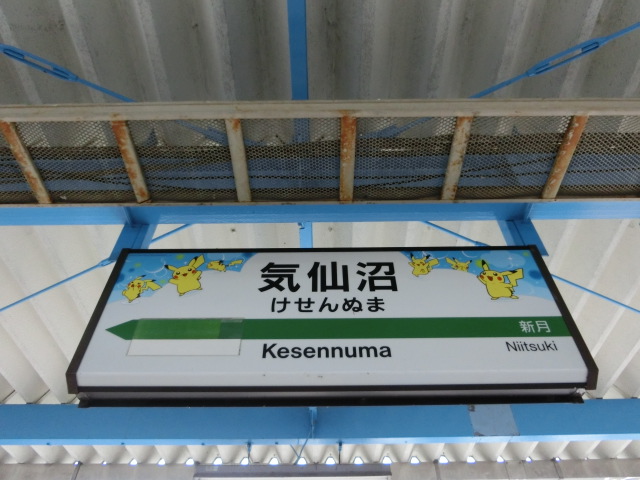 気仙沼
けせんぬま
新月
Kesennuma
Niitsuki